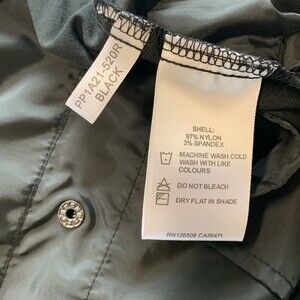 PP1A21-520R
BLACK
SHELL:
97% NYLON
3% SPANDEX
MACHINE WASH COLD
WASH WITH LIKE
COLOURS
DO NOT BLEACH
DRY FLAT IN SHADE
RN126508 CA36471